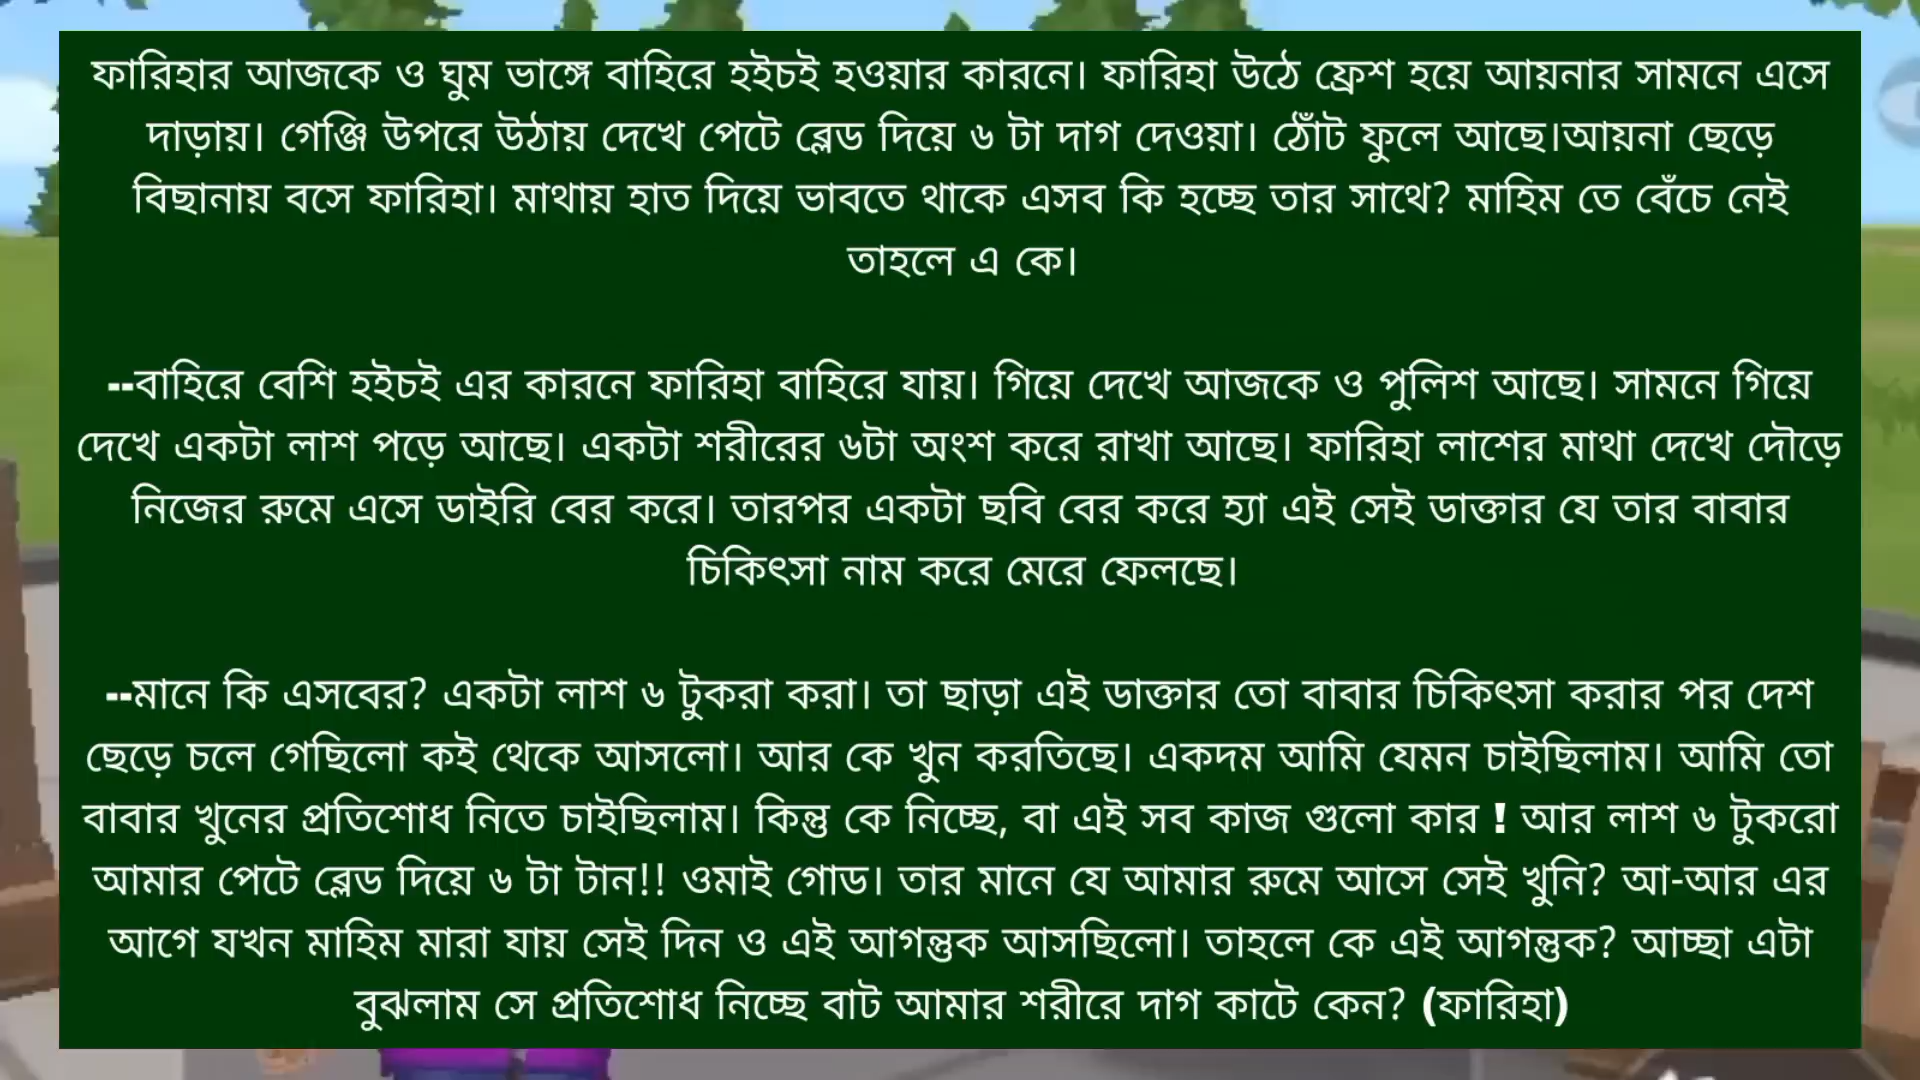 ফারিহার আজকে ও ঘুম ভাঙ্গে বাহিরে হইচই হওয়ার কারনে। ফারিহা উঠে ফ্রেশ হয়ে আয়নার সামনে এসে
দাড়ায়। গেঞ্জি উপরে উঠায় দেখে পেটে ব্লেড দিয়ে ৬ টা দাগ দেওয়া। ঠোঁট ফুলে আছে।আয়না ছেড়ে
বিছানায় বসে ফারিহা। মাথায় হাত দিয়ে ভাবতে থাকে এসব কি হচ্ছে তার সাথে? মাহিম তে বেঁচে নেই
তাহলে এ কে।
--বাহিরে বেশি হইচই এর কারনে ফারিহা বাহিরে যায়। গিয়ে দেখে আজকে ও পুলিশ আছে। সামনে গিয়ে
দেখে একটা লাশ পড়ে আছে। একটা শরীরের ৬টা অংশ করে রাখা আছে। ফারিহা লাশের মাথা দেখে দৌড়ে
নিজের রুমে এসে ডাইরি বের করে। তারপর একটা ছবি বের করে হ্যা এই সেই ডাক্তার যে তার বাবার
চিকিৎসা নাম করে মেরে ফেলছে।
--মানে কি এসবের? একটা লাশ ৬ টুকরা করা। তা ছাড়া এই ডাক্তার তো বাবার চিকিৎসা করার পর দেশ
ছেড়ে চলে গেছিলো কই থেকে আসলো। আর কে খুন করতিছে। একদম আমি যেমন চাইছিলাম। আমি তো
বাবার খুনের প্রতিশোধ নিতে চাইছিলাম। কিন্তু কে নিচ্ছে, বা এই সব কাজ গুলো কার ! আর লাশ ৬ টুকরো
আমার পেটে ব্লেড দিয়ে ৬ টা টান!! ওমাই গোড। তার মানে যে আমার রুমে আসে সেই খুনি? আ-আর এর
আগে যখন মাহিম মারা যায় সেই দিন ও এই আগন্তুক আসছিলো। তাহলে কে এই আগন্তুক? আচ্ছা এটা
বুঝলাম সে প্রতিশোধ নিচ্ছে বাট আমার শরীরে দাগ কাটে কেন? (ফারিহা)